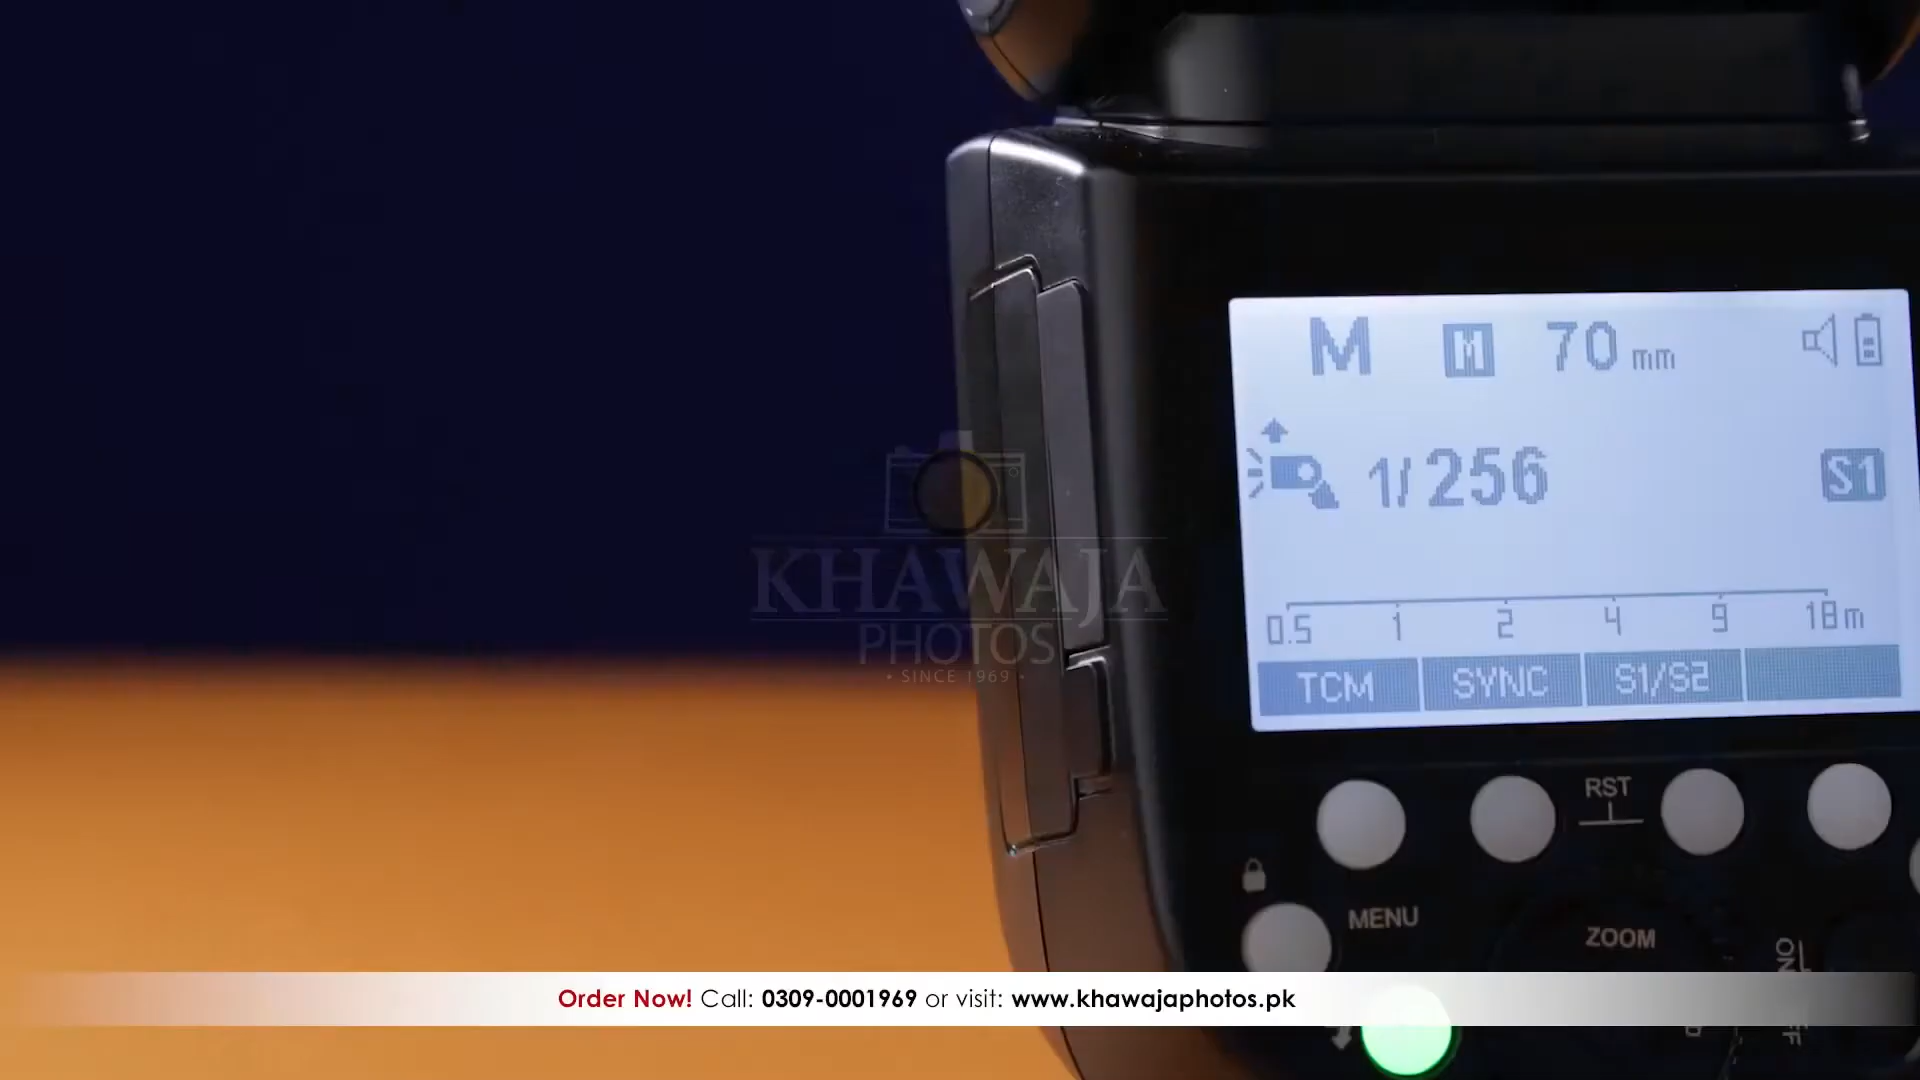 M M 70 mm
1/256 S1
0.5 1 2 4 9 18m
TCM SYNC S1/S2
RST
MENU
ZOOM
KHAWAJA
PHOTOS
• SINCE 1969 •
Order Now! Call: 0309-0001969 or visit: www.khawajaphotos.pk